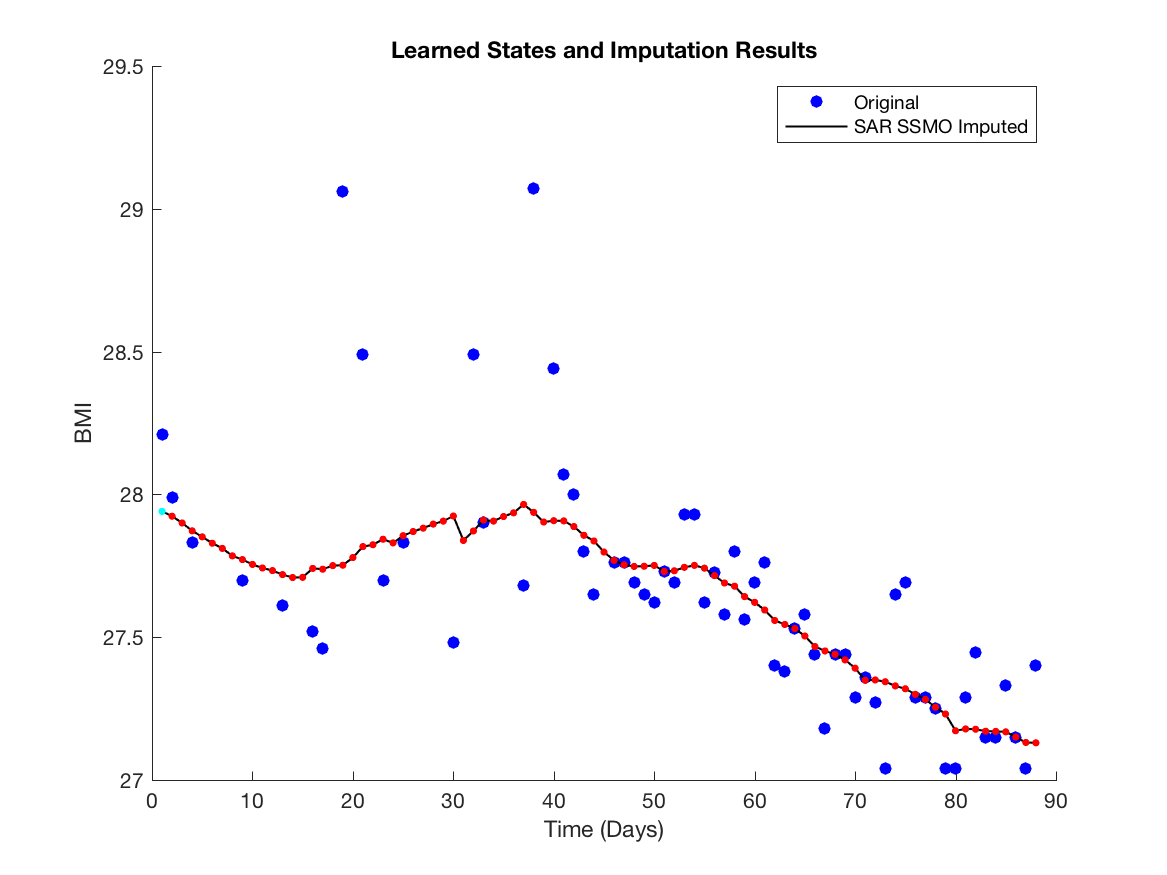 Learned States and Imputation Results
Original
SAR SSMO Imputed
BMI
29.5
29
28.5
28
27.5
27
0 10 20 30 40 50 60 70 80 90
Time (Days)